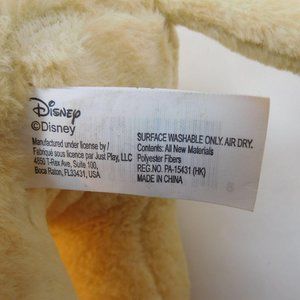 Disney
©Disney
Manufactured under license by /
Fabriqué sous licence par Just Play, LLC
4850 T-Rex Ave, Suite 100,
Boca Raton, FL 33431, USA
SURFACE WASHABLE ONLY. AIR DRY.
Contents: All New Materials
Polyester Fibers
REG.NO. PA-15431 (HK)
MADE IN CHINA